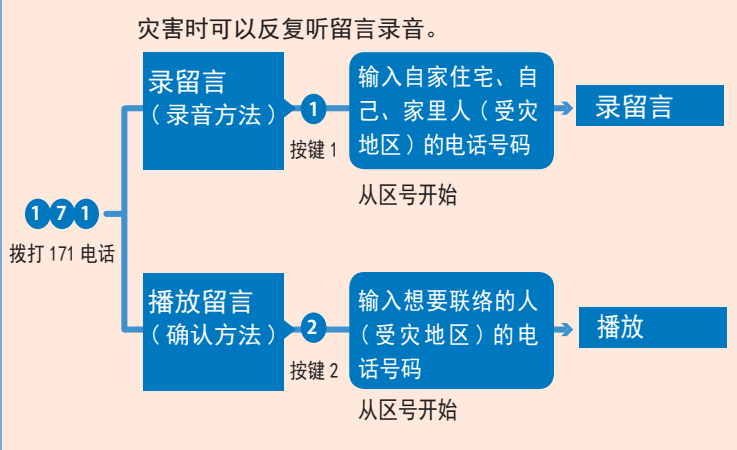 灾害时可以反复听留言录音。
录留言
（录音方法）
1
按键 1
输入自家住宅、自
己、家里人（受灾
地区）的电话号码
从区号开始
录留言
171
拨打 171 电话
播放留言
（确认方法）
2
按键 2
输入想要联络的人
（受灾地区）的电
话号码
从区号开始
播放